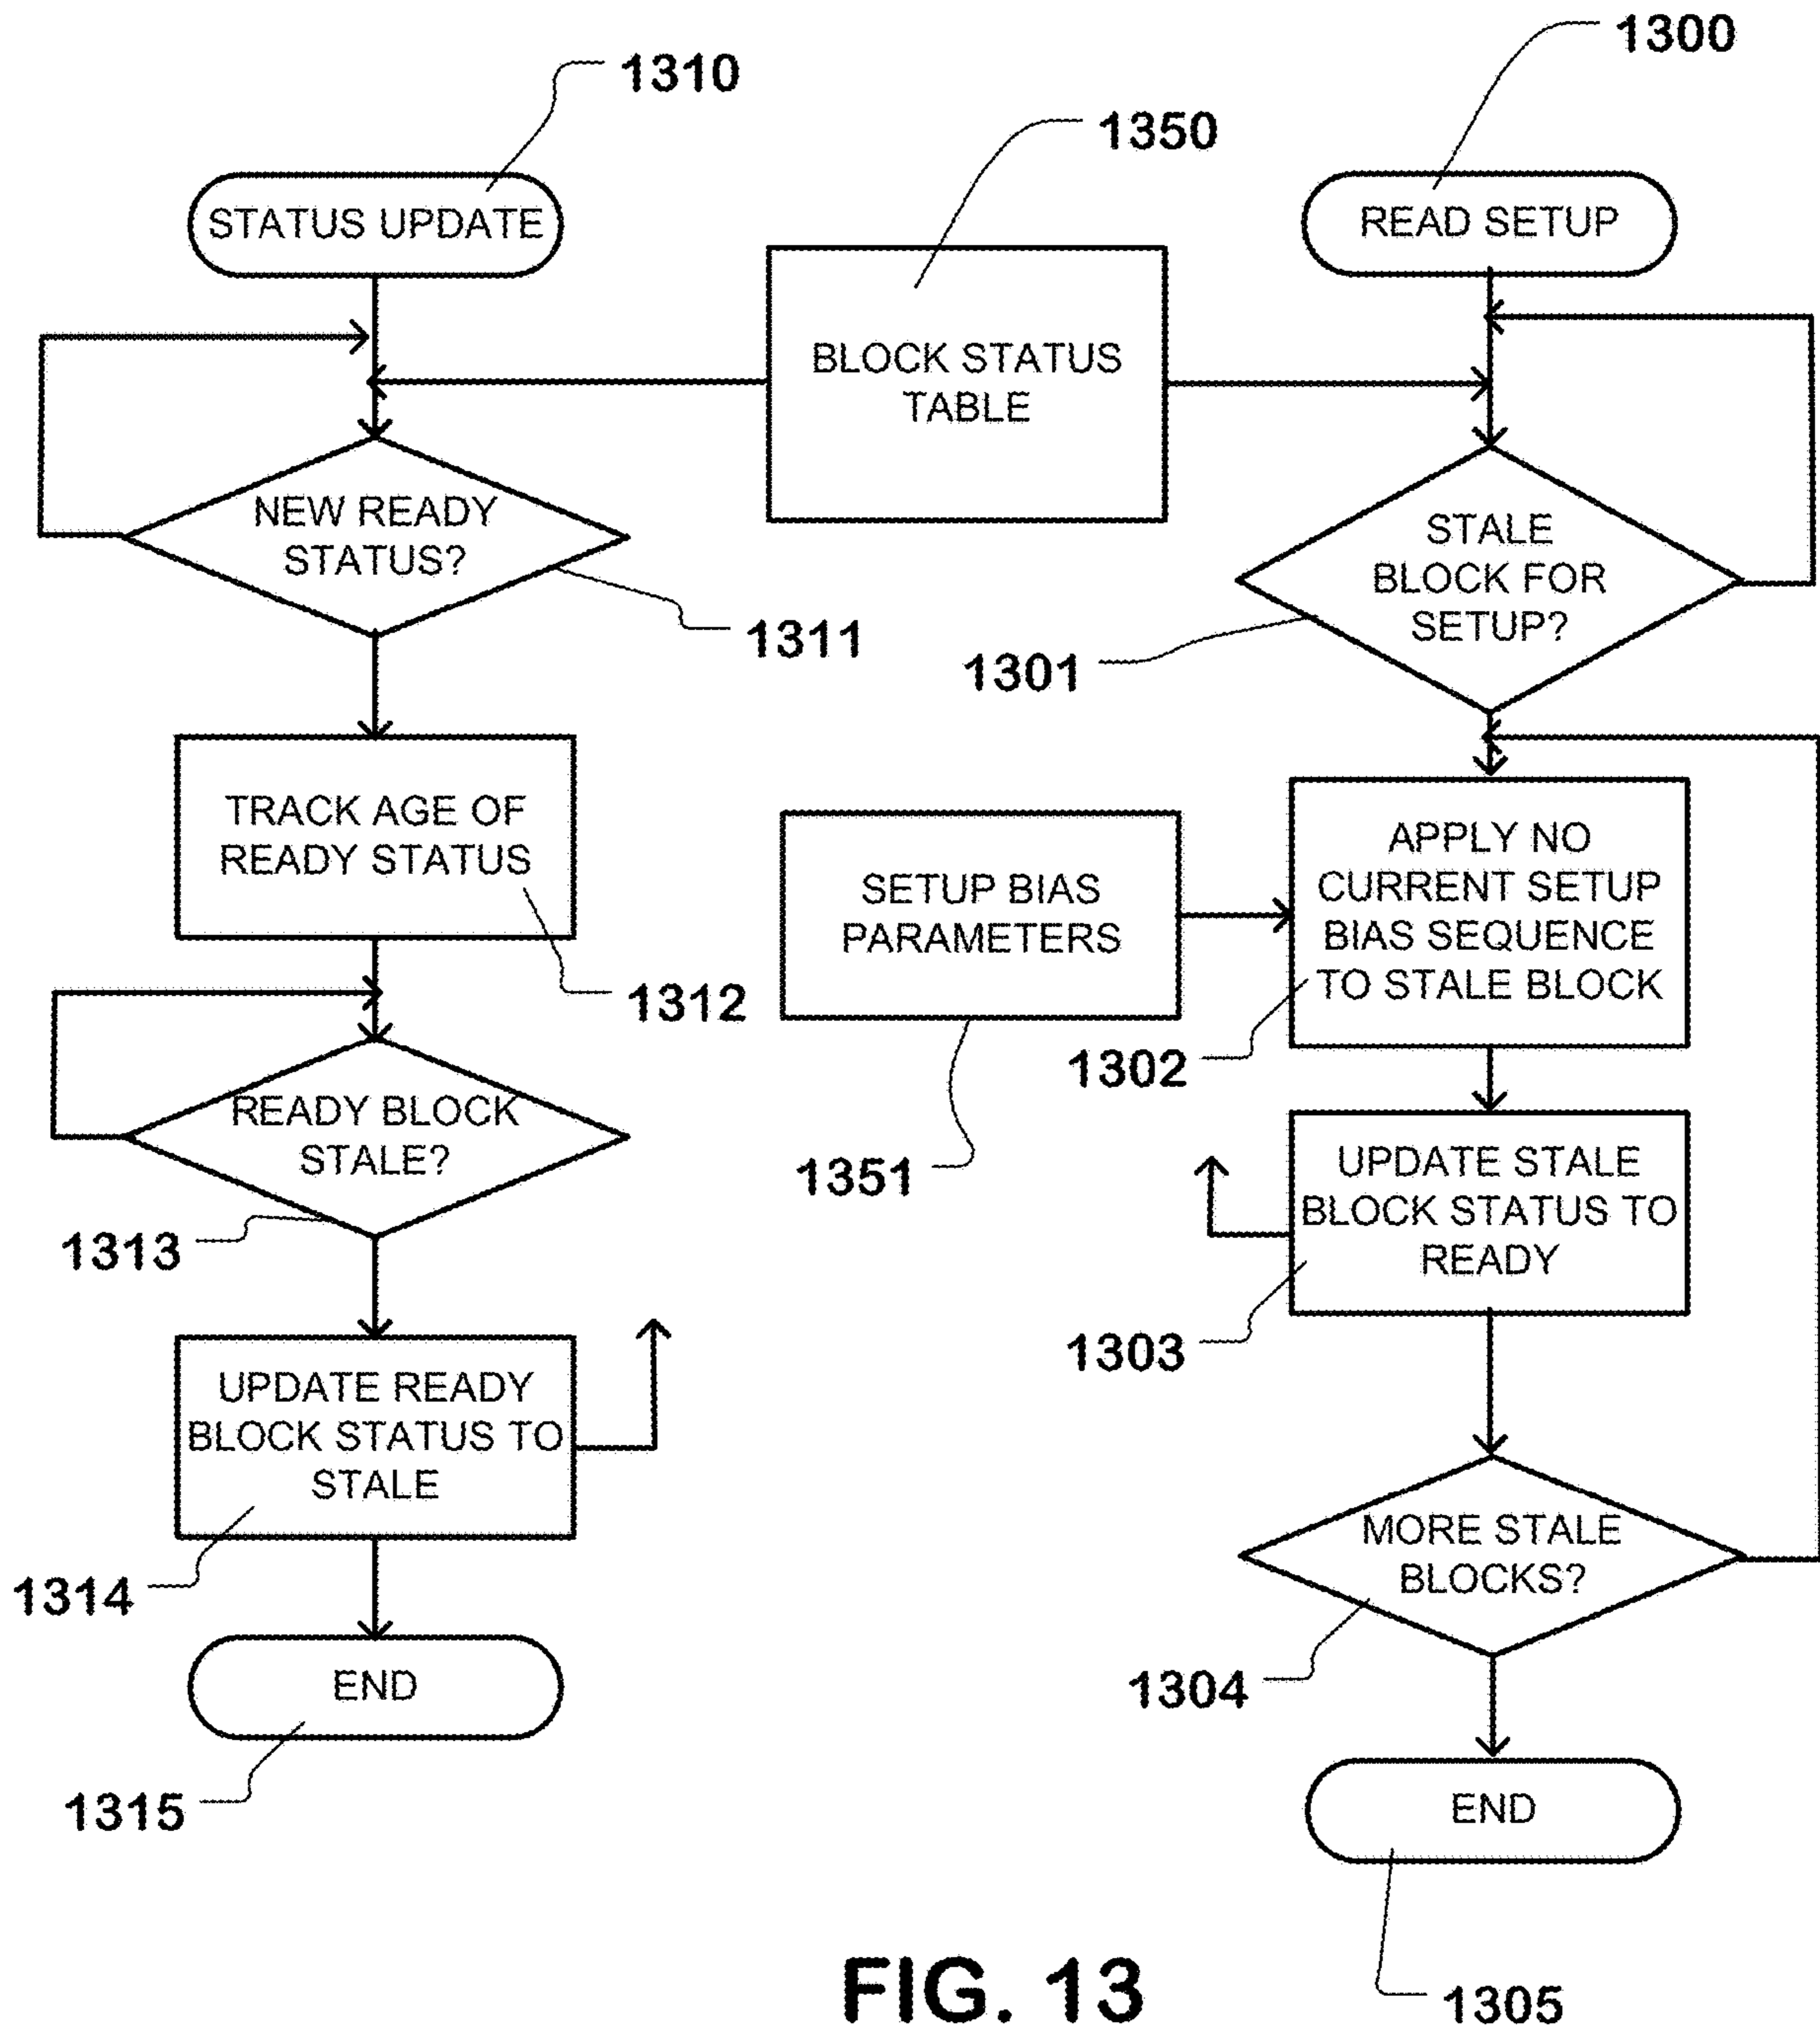 1300
1310
1350
STATUS UPDATE
READ SETUP
BLOCK STATUS
TABLE
NEW READY
STATUS?
1311
STALE
BLOCK FOR
SETUP?
1301
TRACK AGE OF
READY STATUS
1312
SETUP BIAS
PARAMETERS
1351
APPLY NO
CURRENT SETUP
BIAS SEQUENCE
TO STALE BLOCK
1302
READY BLOCK
STALE?
1313
UPDATE STALE
BLOCK STATUS TO
READY
1303
UPDATE READY
BLOCK STATUS TO
STALE
1314
MORE STALE
BLOCKS?
1304
END
1315
END
1305
FIG. 13